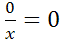 0/x = 0